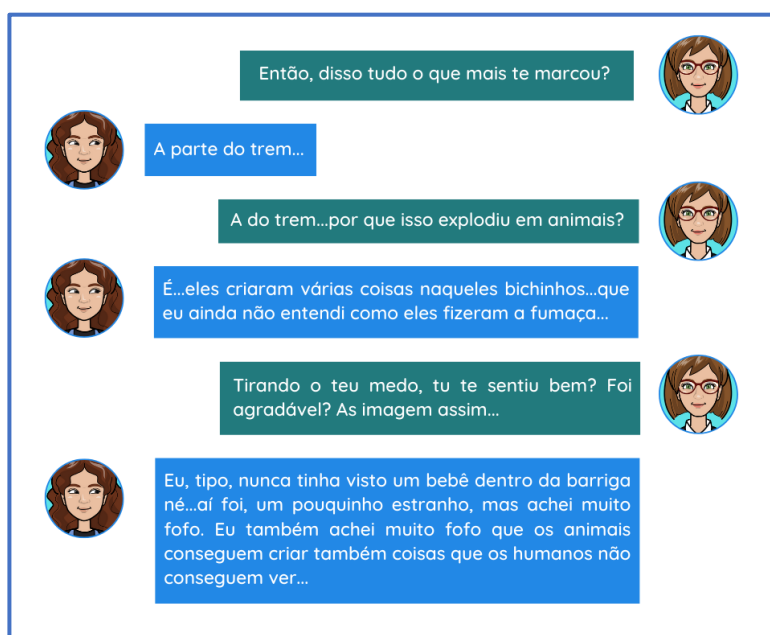 Então, disso tudo o que mais te marcou?
A parte do trem...
A do trem...por que isso explodiu em animais?
É...eles criaram várias coisas naqueles bichinhos...que
eu ainda não entendi como eles fizeram a fumaça...
Tirando o teu medo, tu te sentiu bem? Foi
agradável? As imagem assim...
Eu, tipo, nunca tinha visto um bebê dentro da barriga
né...aí foi, um pouquinho estranho, mas achei muito
fofo. Eu também achei muito fofo que os animais
conseguem criar também coisas que os humanos não
conseguem ver...